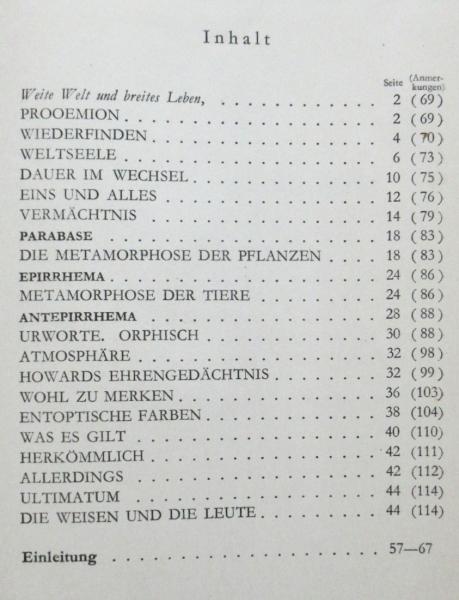 Inhalt
Seite (Anmerkungen)
Weite Welt und breites Leben, . . . . . . . . . . . 2 (69)
PROOEMION . . . . . . . . . . . . . . . . 2 (69)
WIEDERFINDEN . . . . . . . . . . . . . . . 4 (70)
WELTSEELE . . . . . . . . . . . . . . . . 6 (73)
DAUER IM WECHSEL . . . . . . . . . . . . 10 (75)
EINS UND ALLES . . . . . . . . . . . . . . 12 (76)
VERMÄCHTNIS . . . . . . . . . . . . . . . 14 (79)
PARABASE . . . . . . . . . . . . . . . . . 18 (83)
DIE METAMORPHOSE DER PFLANZEN . . . . 18 (83)
EPIRRHEMA . . . . . . . . . . . . . . . . . 24 (86)
METAMORPHOSE DER TIERE . . . . . . . . 24 (86)
ANTEPIRRHEMA . . . . . . . . . . . . . . . 28 (88)
URWORTE. ORPHISCH . . . . . . . . . . . 30 (88)
ATMOSPHÄRE . . . . . . . . . . . . . . . . 32 (98)
HOWARDS EHRENGEDÄCHTNIS . . . . . . . 32 (99)
WOHL ZU MERKEN . . . . . . . . . . . . . 36 (103)
ENTOPTISCHE FARBEN . . . . . . . . . . . 38 (104)
WAS ES GILT . . . . . . . . . . . . . . . . 40 (110)
HERKÖMMLICH . . . . . . . . . . . . . . . 42 (111)
ALLERDINGS . . . . . . . . . . . . . . . . 42 (112)
ULTIMATUM . . . . . . . . . . . . . . . . 44 (114)
DIE WEISEN UND DIE LEUTE . . . . . . . . 44 (114)
Einleitung . . . . . . . . . . . . . . . . . 57—67